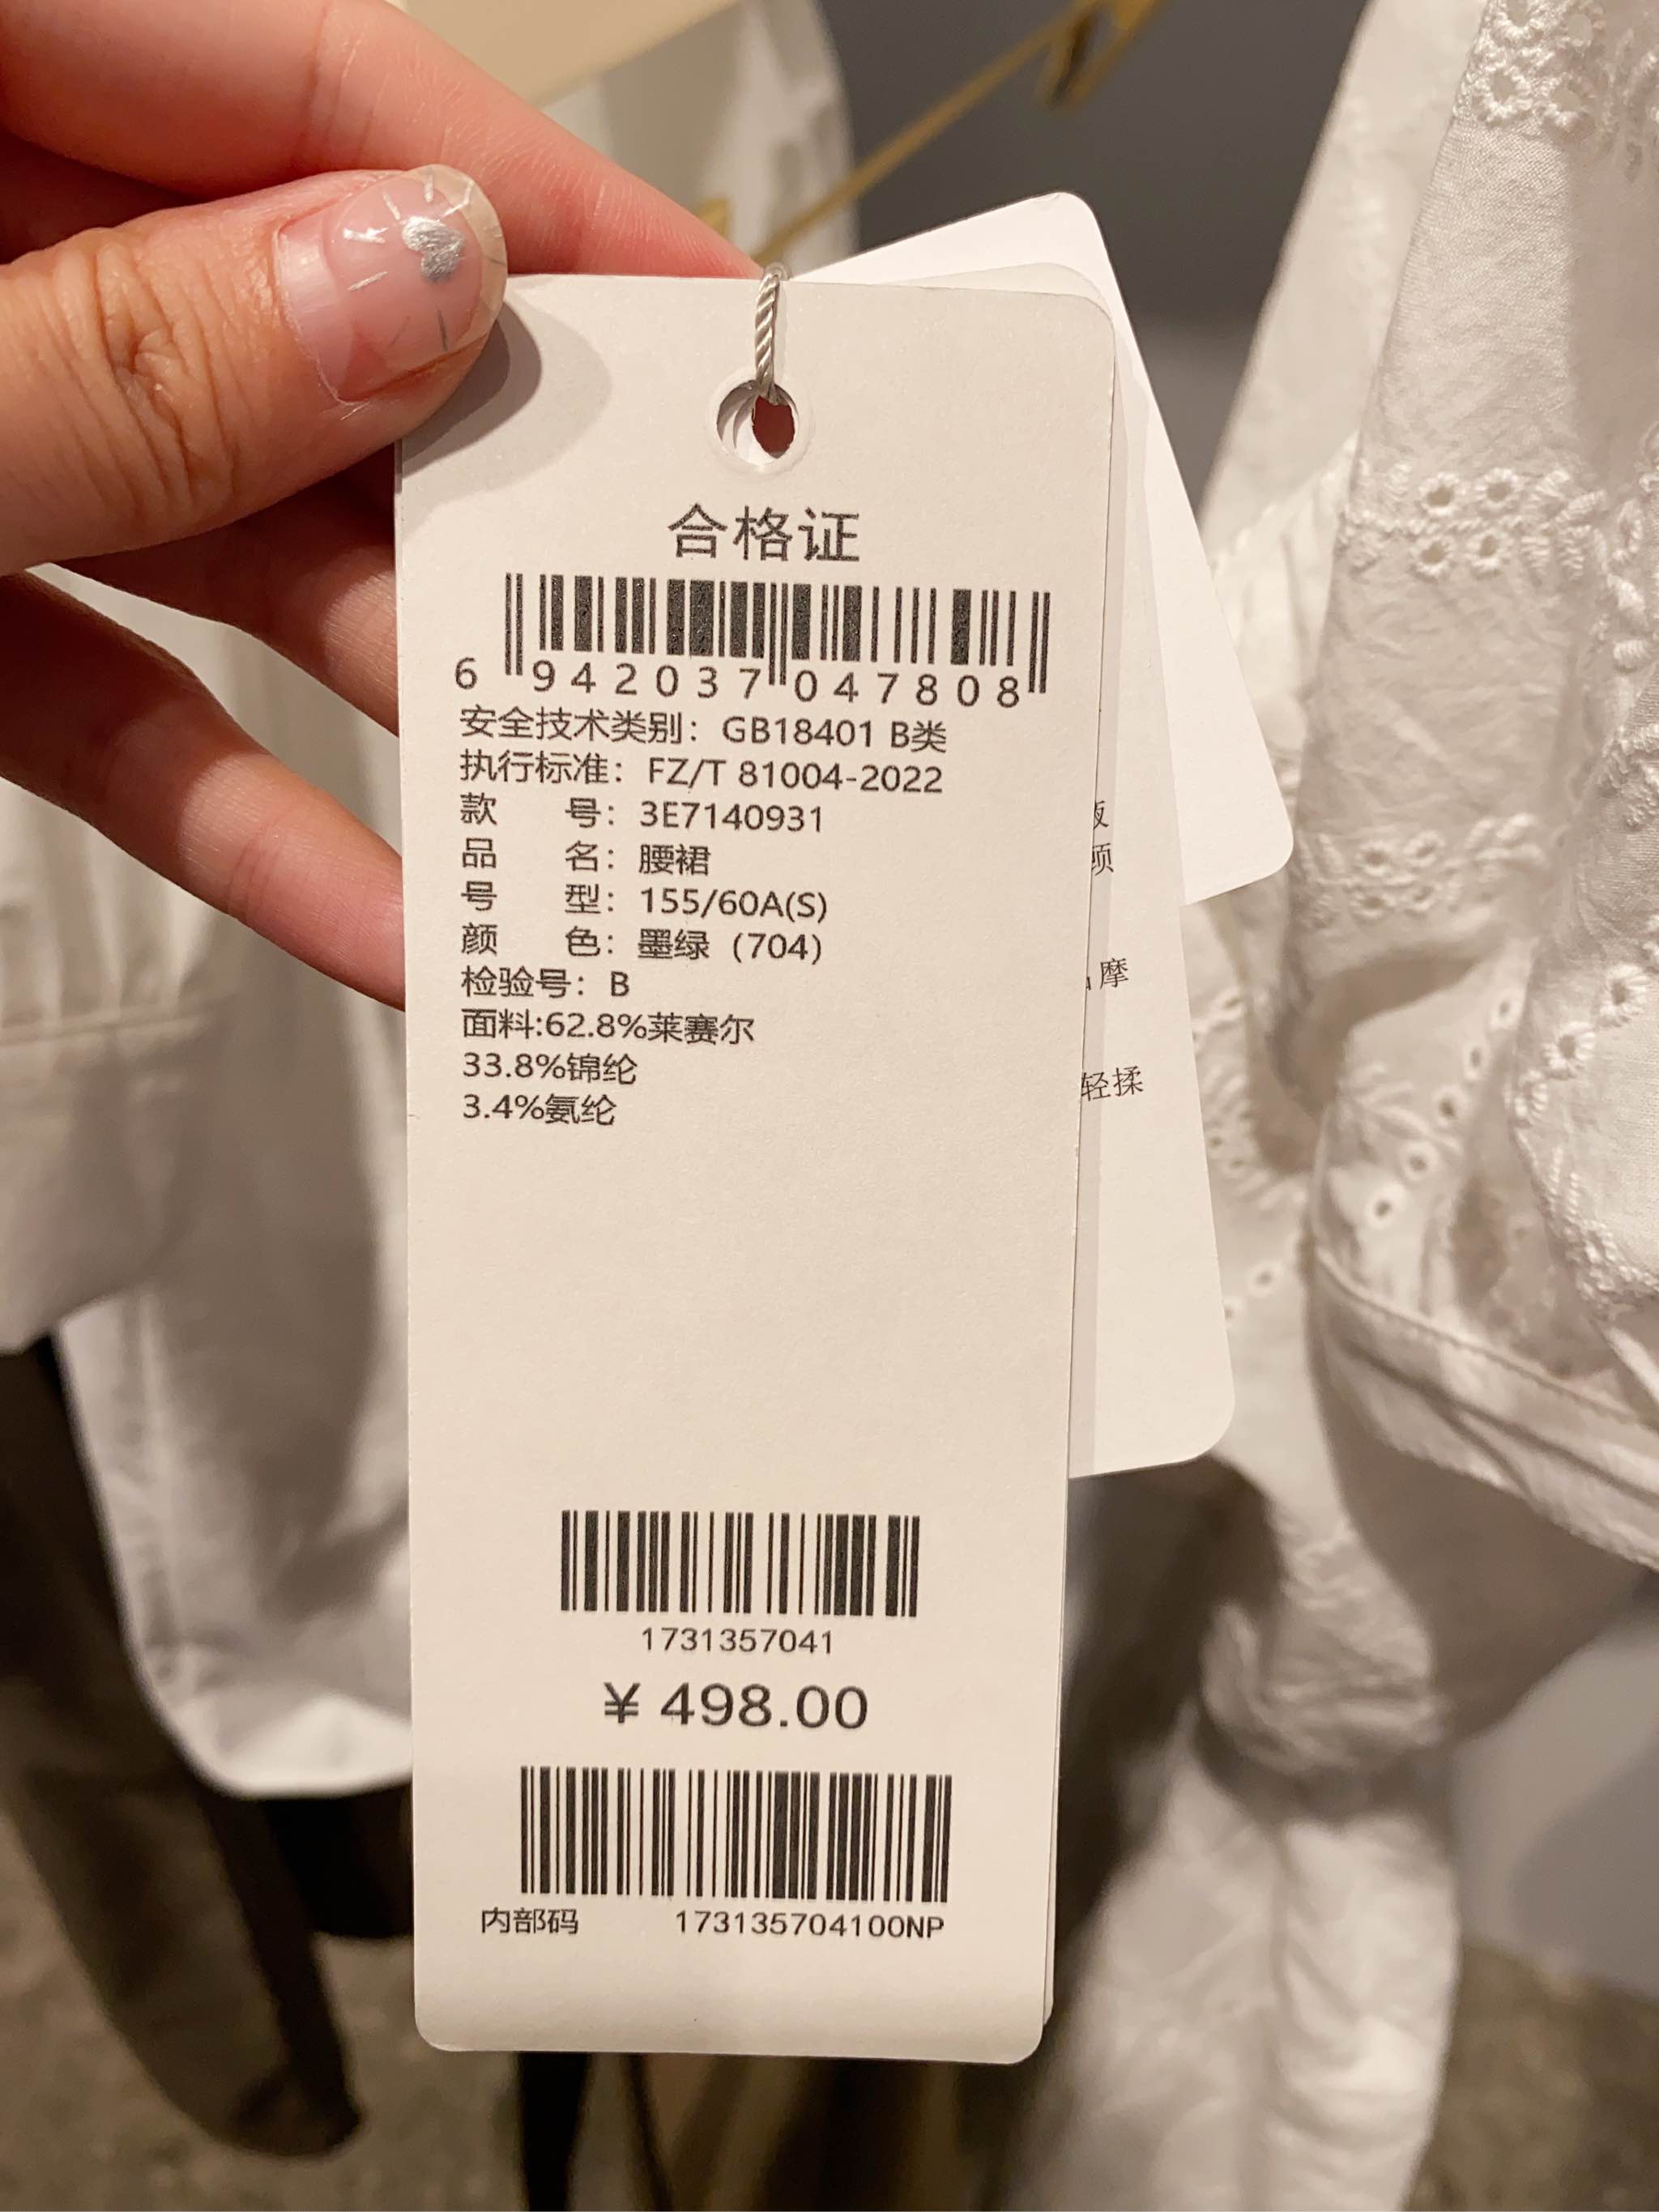 合格证
6 942037 047808
安全技术类别：GB18401 B类
执行标准：FZ/T 81004-2022
款 号：3E7140931
品 名：腰裙
号 型：155/60A(S)
颜 色：墨绿 (704)
检验号：B
面料:62.8%莱赛尔
33.8%锦纶
3.4%氨纶
1731357041
¥ 498.00
内部码 173135704100NP
摩
轻揉